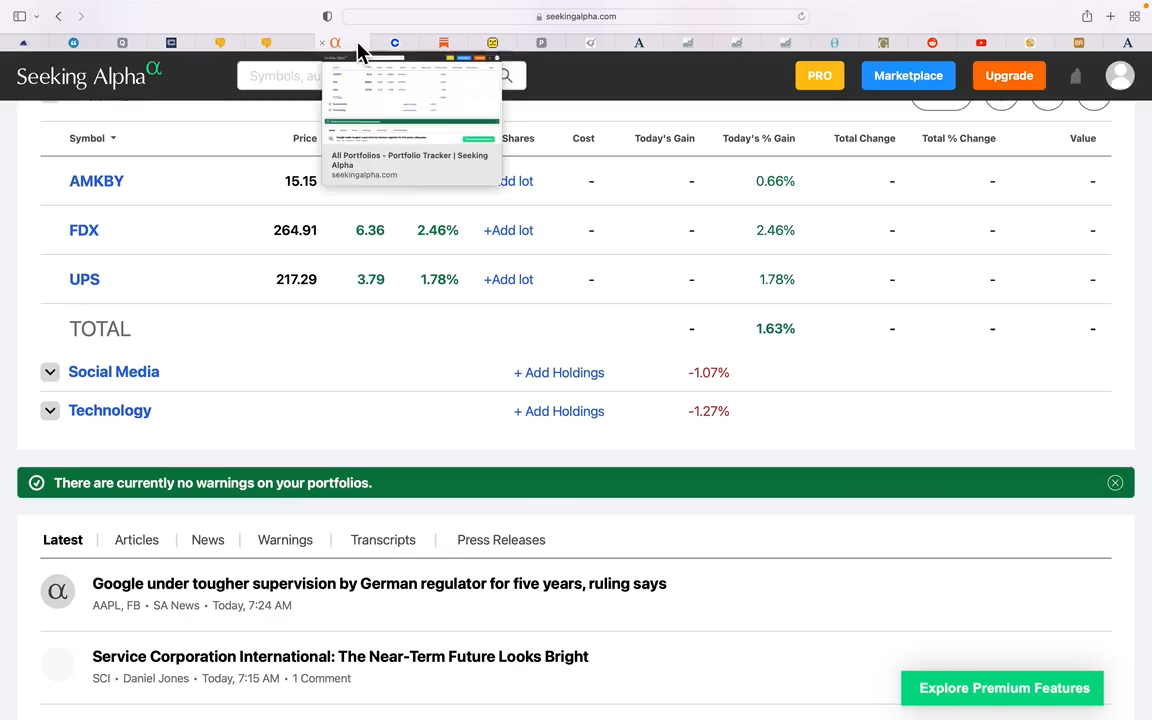 seekingalpha.com
Seeking Alpha α
Symbols, au
PRO
Marketplace
Upgrade
All Portfolios - Portfolio Tracker | Seeking
Alpha
seekingalpha.com
Symbol Price Shares Cost Today's Gain Today's % Gain Total Change Total % Change Value
AMKBY 15.15 dd lot - - 0.66% - - -
FDX 264.91 6.36 2.46% +Add lot - - 2.46% - - -
UPS 217.29 3.79 1.78% +Add lot - - 1.78% - - -
TOTAL - 1.63% - - -
Social Media + Add Holdings -1.07%
Technology + Add Holdings -1.27%
There are currently no warnings on your portfolios.
Latest Articles News Warnings Transcripts Press Releases
α
Google under tougher supervision by German regulator for five years, ruling says
AAPL, FB • SA News • Today, 7:24 AM
Service Corporation International: The Near-Term Future Looks Bright
SCI • Daniel Jones • Today, 7:15 AM • 1 Comment
Explore Premium Features